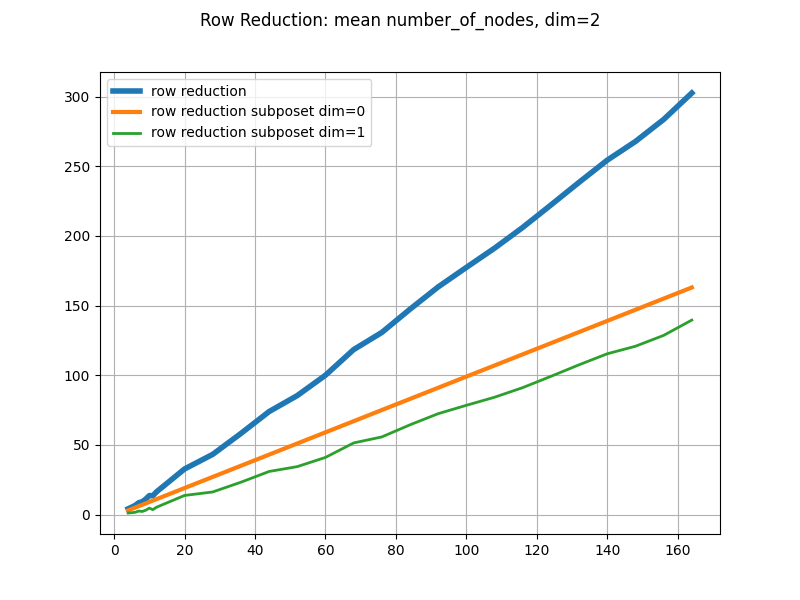 Row Reduction: mean number_of_nodes, dim=2
row reduction
row reduction subposet dim=0
row reduction subposet dim=1
300
250
200
150
100
50
0
0 20 40 60 80 100 120 140 160